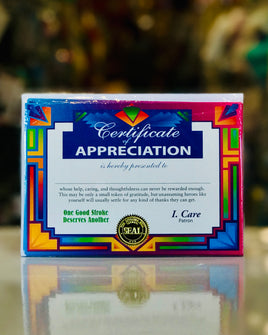 Certificate
of
APPRECIATION
is hereby presented to
whose help, caring, and thoughtfulness can never be rewarded enough.
This may be only a small token of gratitude, but unassuming heroes like
yourself will usually settle for any kind of thanks they can get.
One Good Stroke
Deserves Another
SEAL
I. Care
Patron